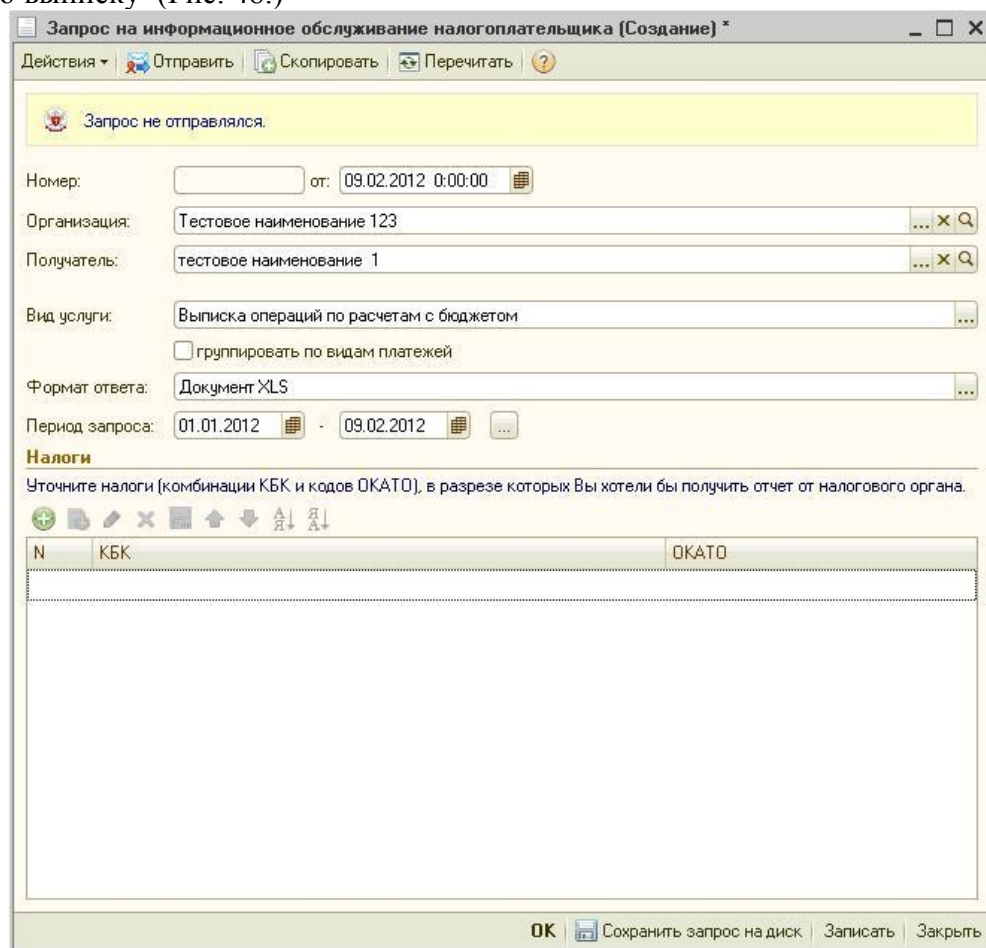 выписку (Рис. 48.)
Запрос на информационное обслуживание налогоплательщика (Создание) *
Действия Отправить Скопировать Перечитать ?
Запрос не отправлялся.
Номер: от: 09.02.2012 0:00:00
Организация: Тестовое наименование 123 ... ×
Получатель: тестовое наименование 1 ... ×
Вид услуги: Выписка операций по расчетам с бюджетом ...
группировать по видам платежей
Формат ответа: Документ XLS ...
Период запроса: 01.01.2012 - 09.02.2012 ...
Налоги
Уточните налоги (комбинации КБК и кодов ОКАТО), в разрезе которых Вы хотели бы получить отчет от налогового органа.
N КБК ОКАТО
OK Сохранить запрос на диск Записать Закрыть